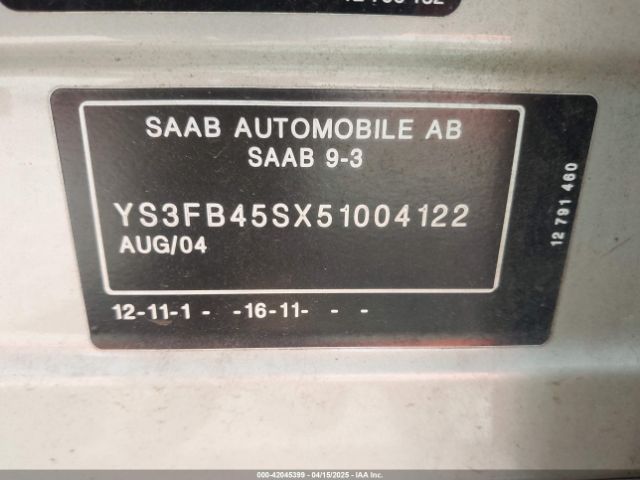 SAAB AUTOMOBILE AB
SAAB 9-3
YS3FB45SX51004122
AUG/04
12-11-1 - -16-11- - -
12 791 460
000-42045399 - 04/15/2025 - IAA Inc.